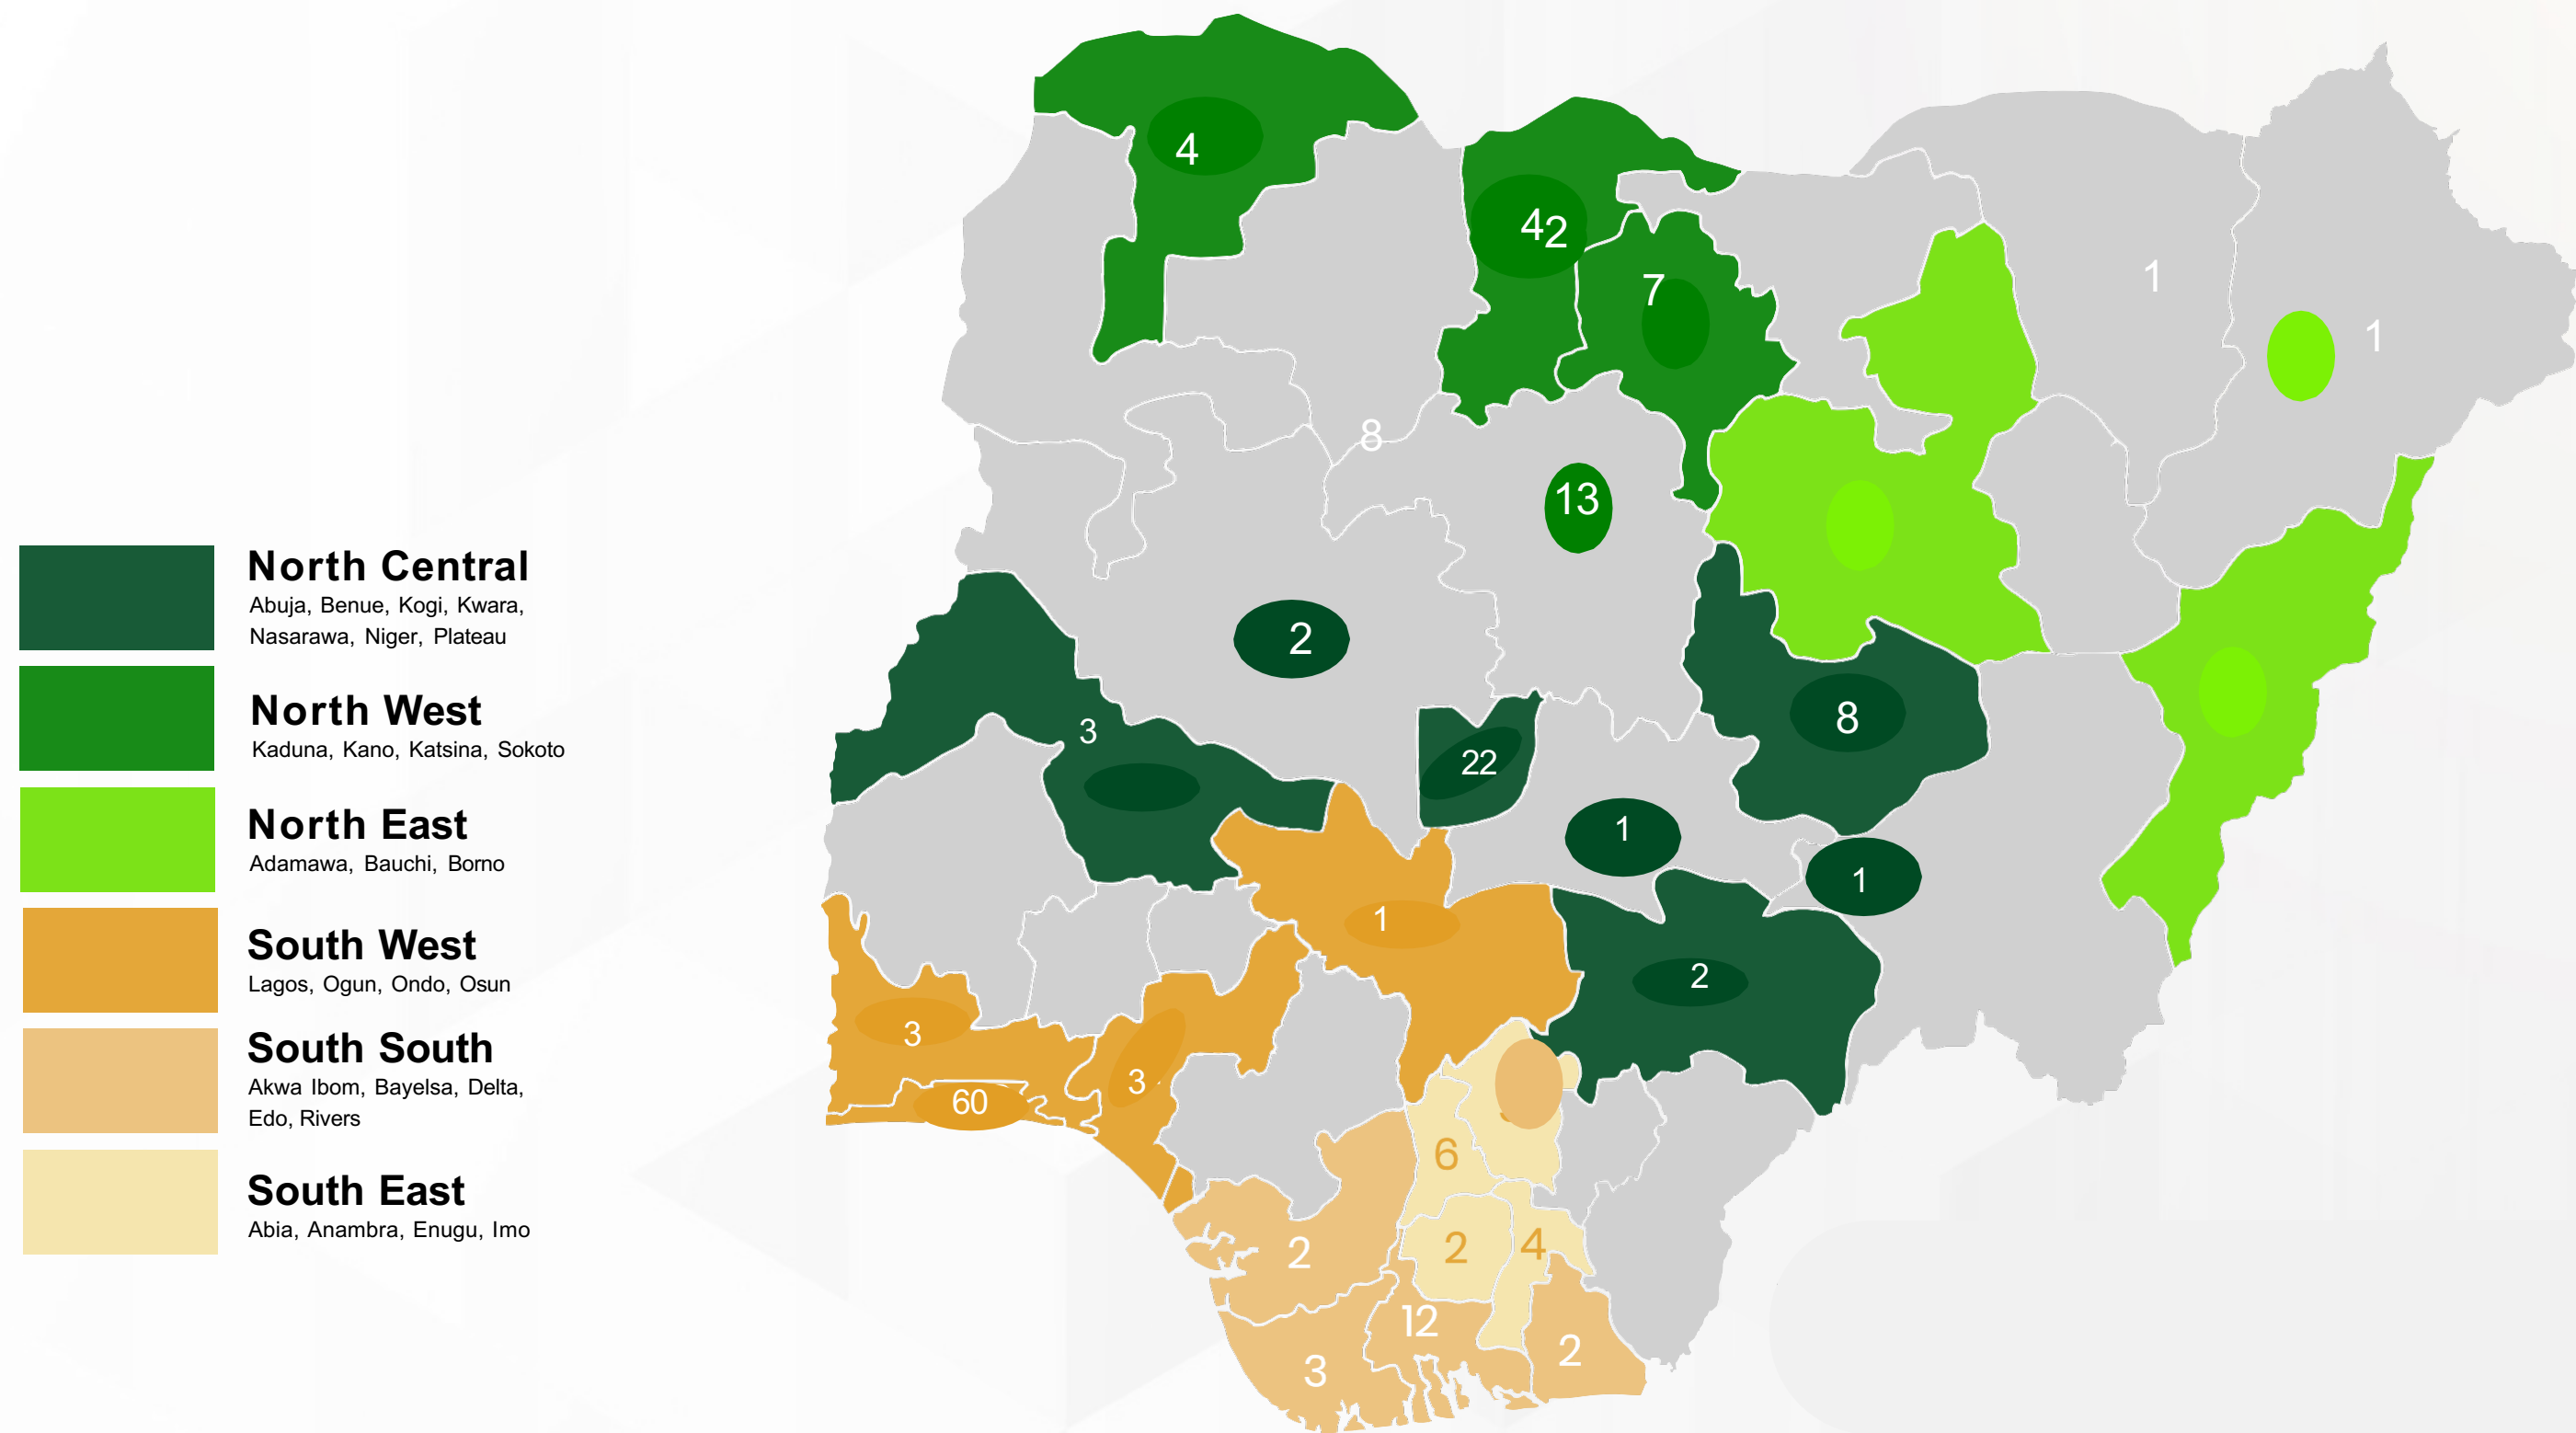 North Central
Abuja, Benue, Kogi, Kwara,
Nasarawa, Niger, Plateau
North West
Kaduna, Kano, Katsina, Sokoto
North East
Adamawa, Bauchi, Borno
South West
Lagos, Ogun, Ondo, Osun
South South
Akwa Ibom, Bayelsa, Delta,
Edo, Rivers
South East
Abia, Anambra, Enugu, Imo
4
42
7
1
1
8
13
2
3
22
8
1
1
1
2
3
3
60
6
2
4
2
12
3
2